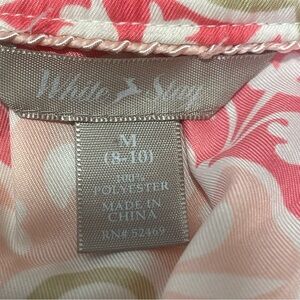 White Stag
M
(8-10)
100%
POLYESTER
MADE IN
CHINA
RN# 52469